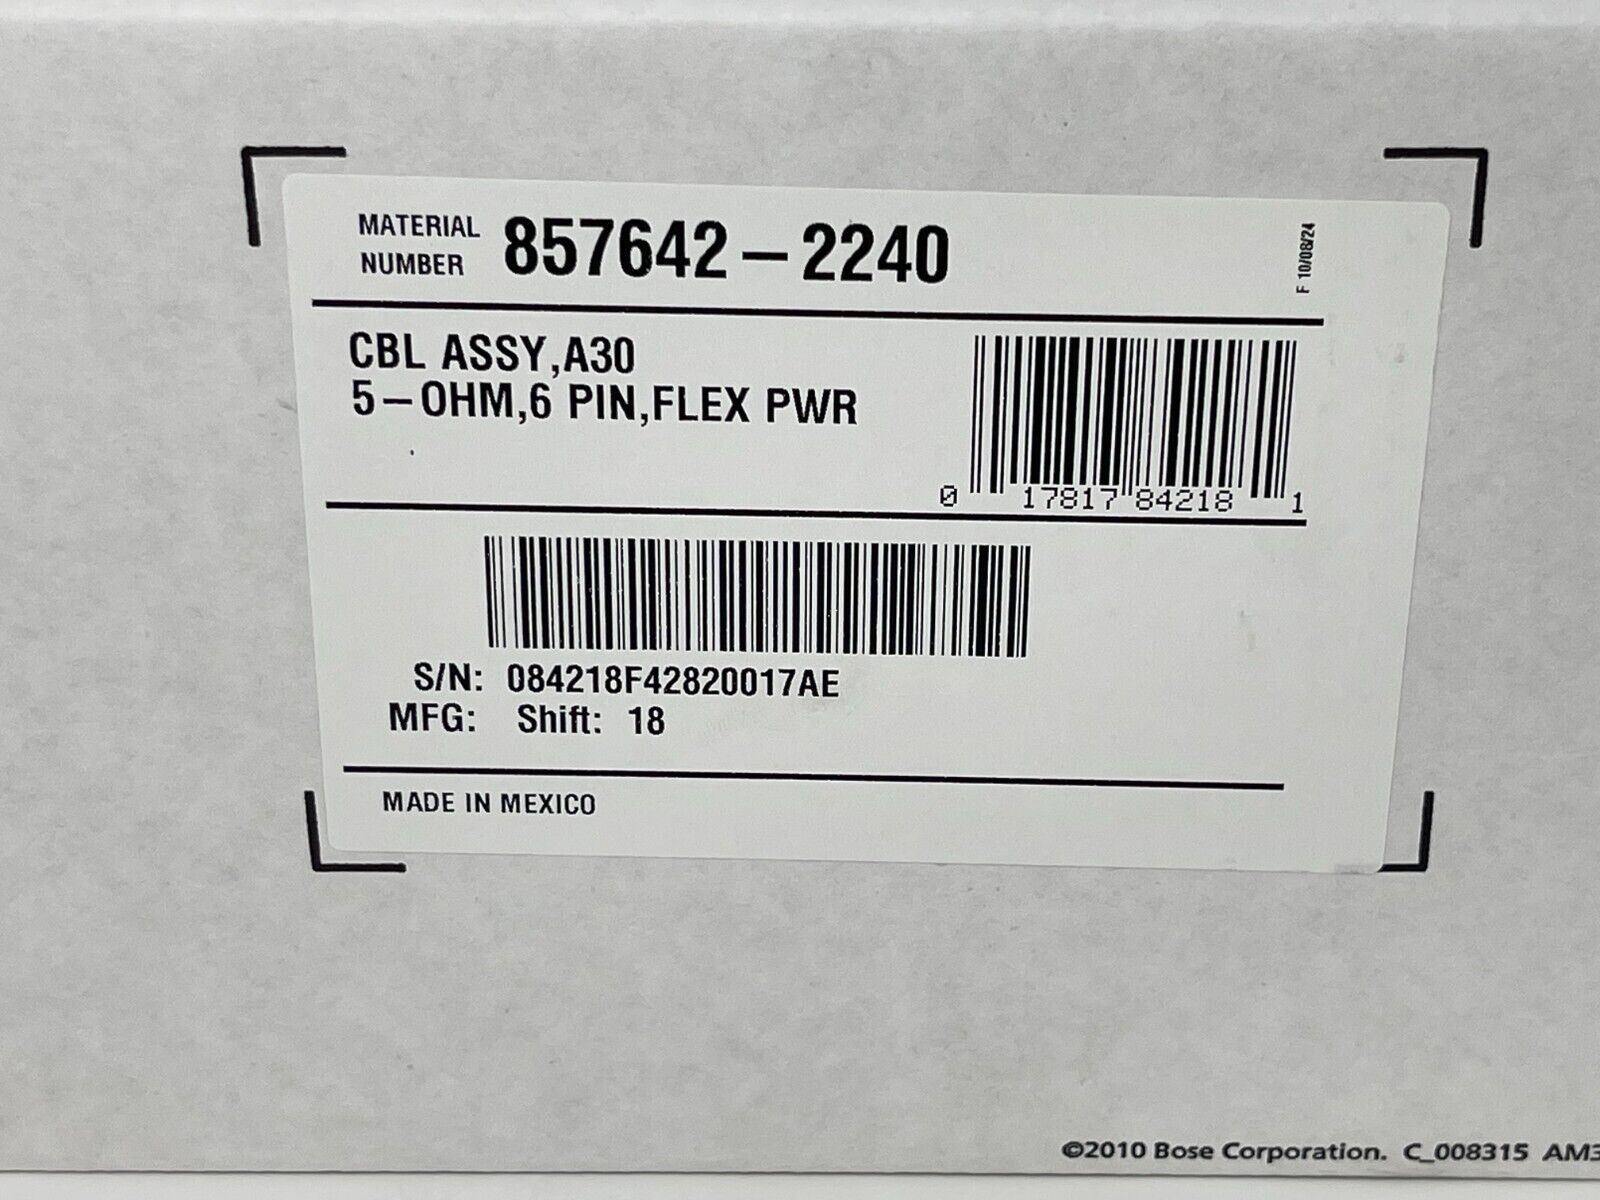 MATERIAL
NUMBER
857642-2240
F 10/08/24
CBL ASSY,A30
5-OHM,6 PIN,FLEX PWR
0 17817 84218 1
S/N: 084218F42820017AE
MFG: Shift: 18
MADE IN MEXICO
©2010 Bose Corporation. C_008315 AM3